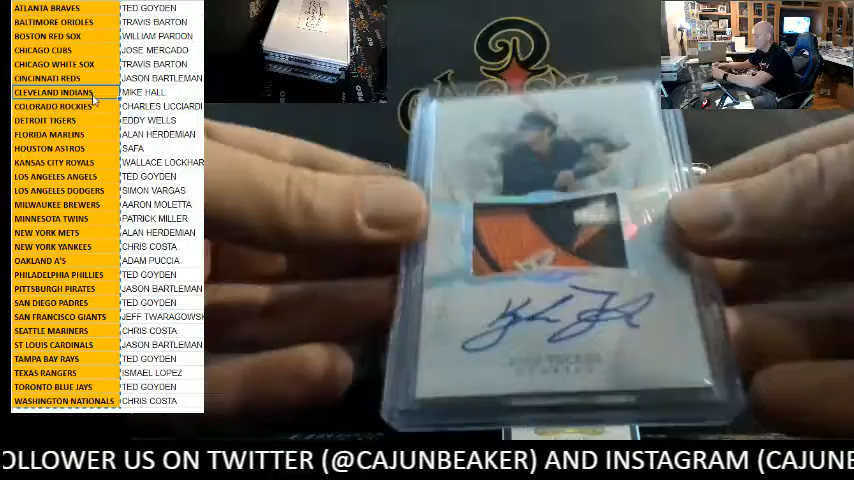 ATLANTA BRAVES TED GOYDEN
BALTIMORE ORIOLES TRAVIS BARTON
BOSTON RED SOX WILLIAM PARDON
CHICAGO CUBS JOSE MERCADO
CHICAGO WHITE SOX TRAVIS BARTON
CINCINNATI REDS JASON BARTLEMAN
CLEVELAND INDIANS MIKE HALL
COLORADO ROCKIES CHARLES LICCIARDI
DETROIT TIGERS EDDY WELLS
FLORIDA MARLINS ALAN HERDEMIAN
HOUSTON ASTROS SAFA
KANSAS CITY ROYALS WALLACE LOCKHAR
LOS ANGELES ANGELS TED GOYDEN
LOS ANGELES DODGERS SIMON VARGAS
MILWAUKEE BREWERS AARON MOLETTA
MINNESOTA TWINS PATRICK MILLER
NEW YORK METS ALAN HERDEMIAN
NEW YORK YANKEES CHRIS COSTA
OAKLAND A'S ADAM PUCCIA
PHILADELPHIA PHILLIES TED GOYDEN
PITTSBURGH PIRATES JASON BARTLEMAN
SAN DIEGO PADRES TED GOYDEN
SAN FRANCISCO GIANTS JEFF TWARAGOWSK
SEATTLE MARINERS CHRIS COSTA
ST LOUIS CARDINALS JASON BARTLEMAN
TAMPA BAY RAYS TED GOYDEN
TEXAS RANGERS ISMAEL LOPEZ
TORONTO BLUE JAYS TED GOYDEN
WASHINGTON NATIONALS CHRIS COSTA
OLLOWER US ON TWITTER (@CAJUNBEAKER) AND INSTAGRAM (CAJUNE